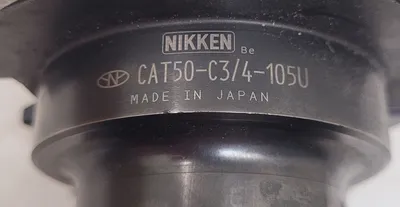 NIKKEN Be
CAT50-C3/4-105U
MADE IN JAPAN